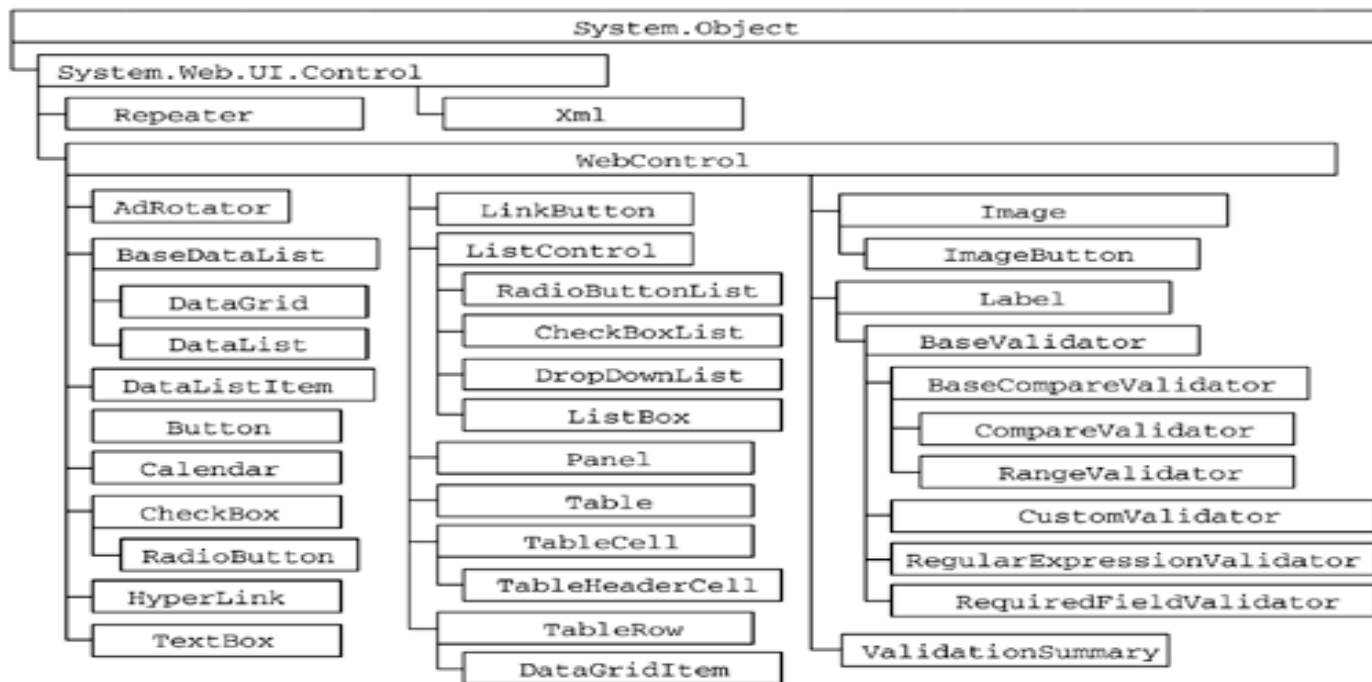 System.Object
System.Web.UI.Control
Repeater
Xml
WebControl
AdRotator
BaseDataList
DataGrid
DataList
DataListItem
Button
Calendar
CheckBox
RadioButton
HyperLink
TextBox
LinkButton
ListControl
RadioButtonList
CheckBoxList
DropDownList
ListBox
Panel
Table
TableCell
TableHeaderCell
TableRow
DataGridItem
Image
ImageButton
Label
BaseValidator
BaseCompareValidator
CompareValidator
RangeValidator
CustomValidator
RegularExpressionValidator
RequiredFieldValidator
ValidationSummary